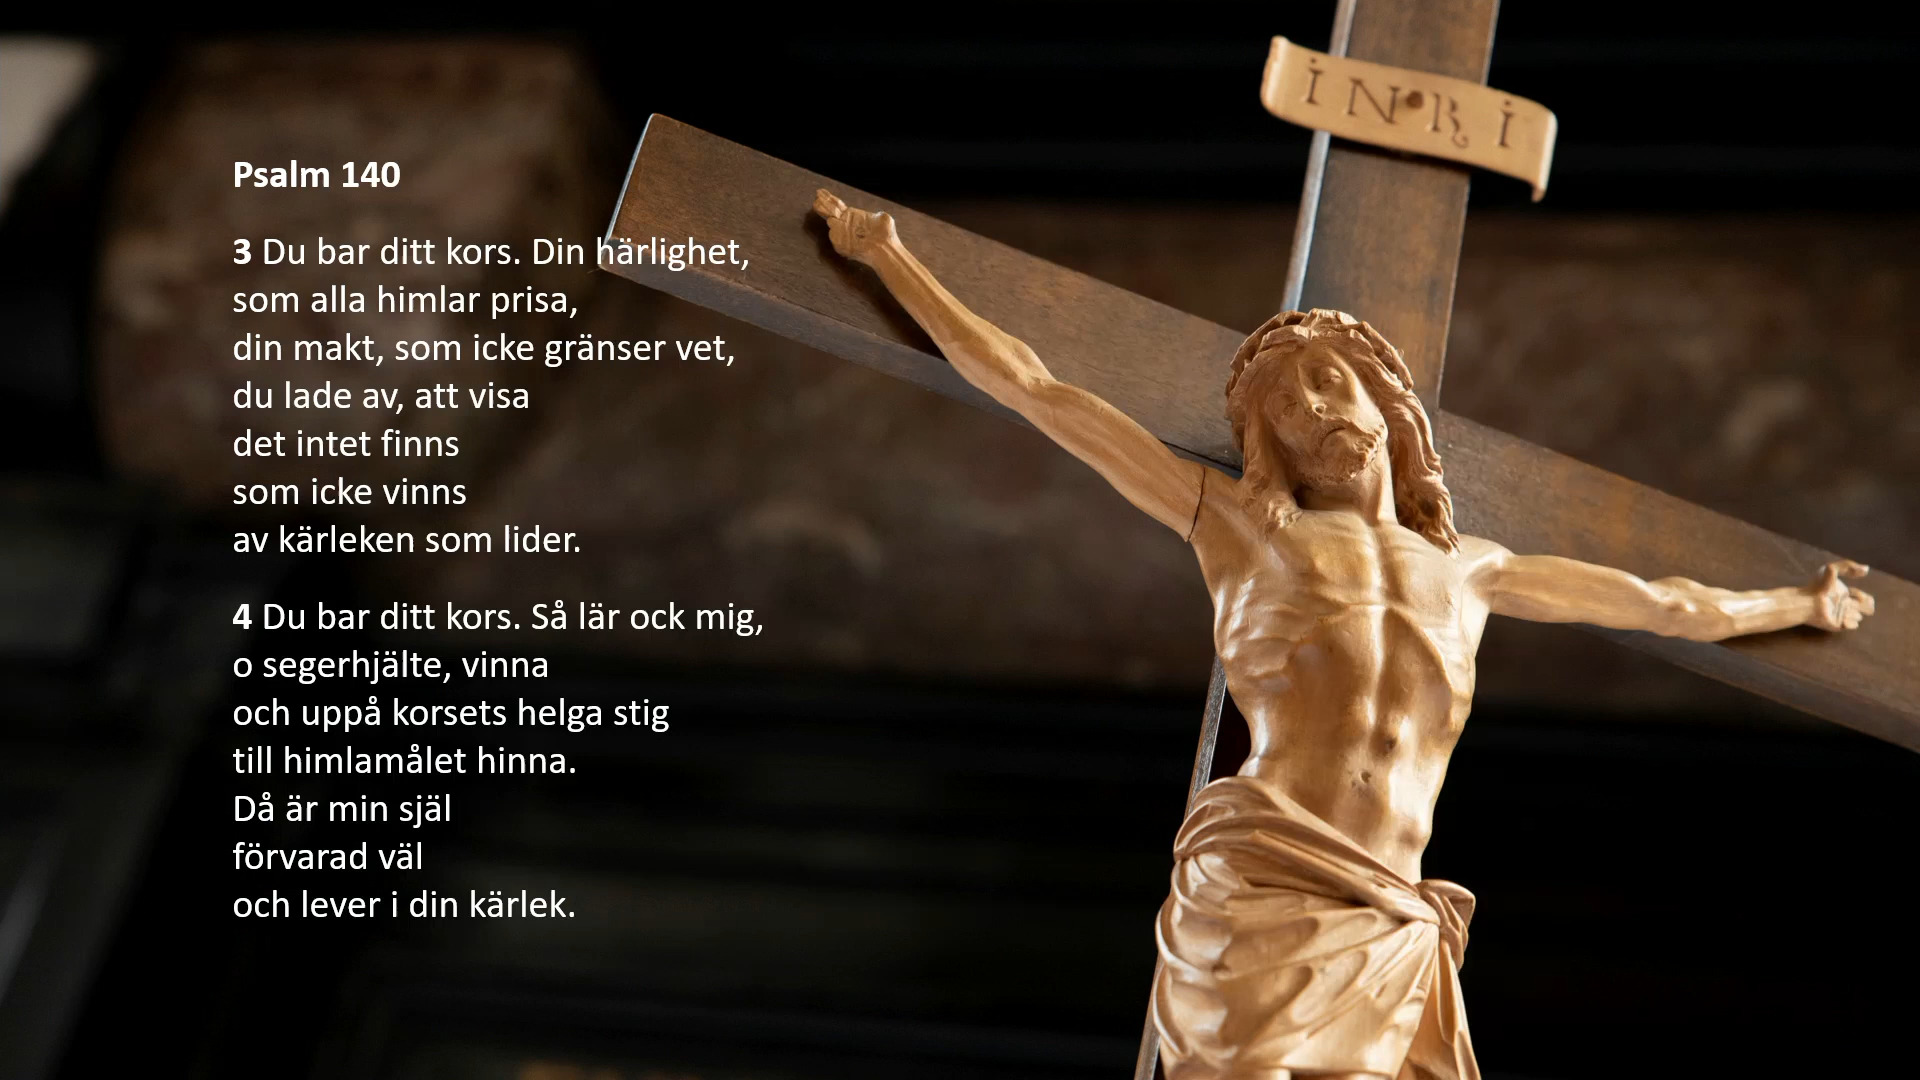 INRI
Psalm 140
3 Du bar ditt kors. Din härlighet,
som alla himlar prisa,
din makt, som icke gränser vet,
du lade av, att visa
det intet finns
som icke vinns
av kärleken som lider.
4 Du bar ditt kors. Så lär ock mig,
o segerhjälte, vinna
och uppå korsets helga stig
till himlamålet hinna.
Då är min själ
förvarad väl
och lever i din kärlek.